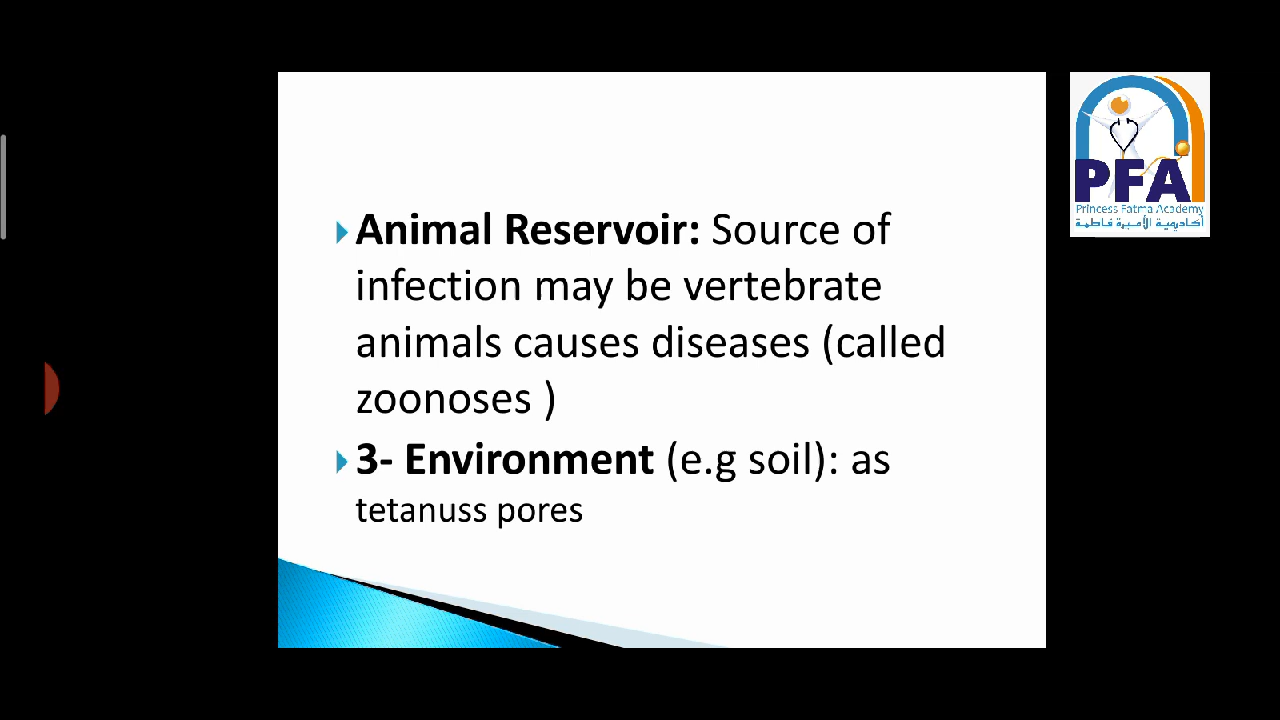 Animal Reservoir: Source of
infection may be vertebrate
animals causes diseases (called
zoonoses )
3- Environment (e.g soil): as
tetanuss pores
PFA
Princess Fatma Academy
أكاديمية الأميرة فاطمة